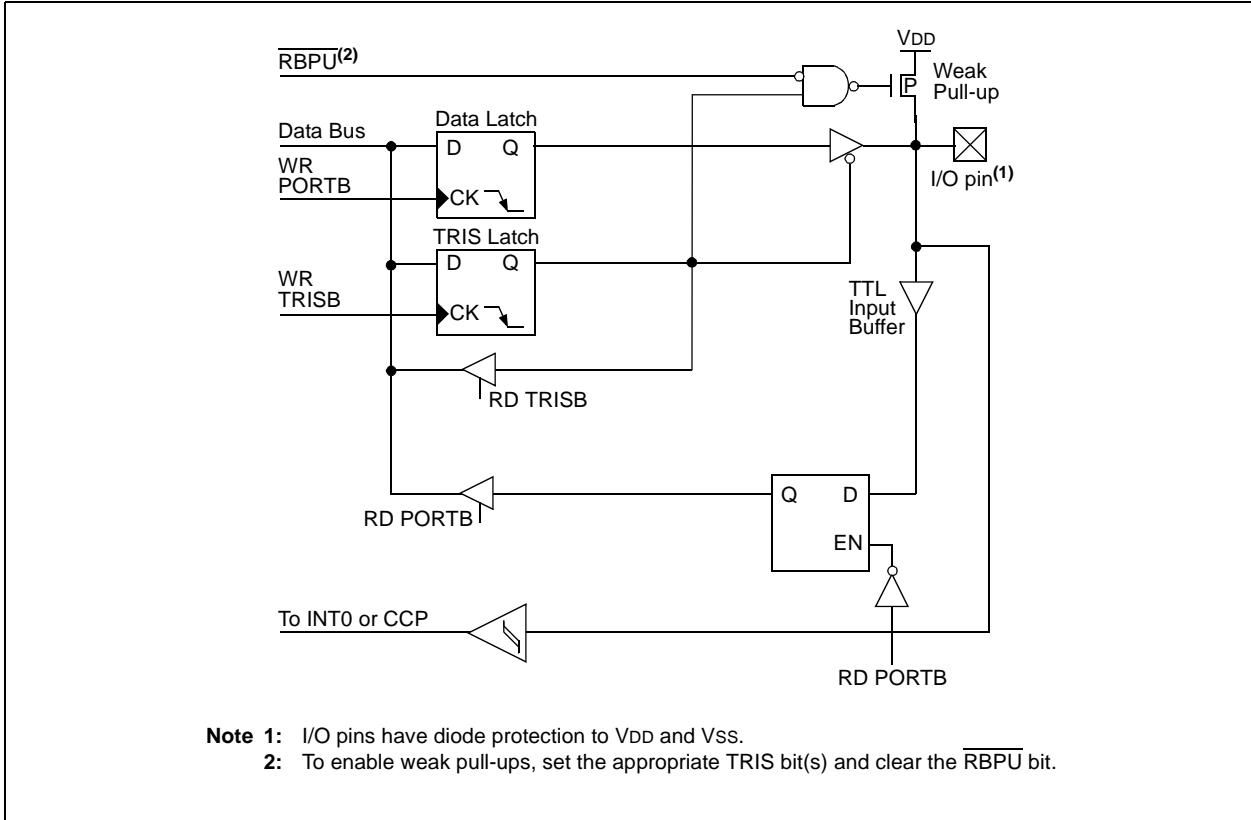 VDD
RBPU(2)
Weak
Pull-up
P
Data Latch
Data Bus
D Q
WR
PORTB
CK
I/O pin(1)
TRIS Latch
D Q
WR
TRISB
CK
TTL
Input
Buffer
RD TRISB
Q D
RD PORTB
EN
To INT0 or CCP
RD PORTB
Note 1: I/O pins have diode protection to VDD and VSS.
2: To enable weak pull-ups, set the appropriate TRIS bit(s) and clear the RBPU bit.